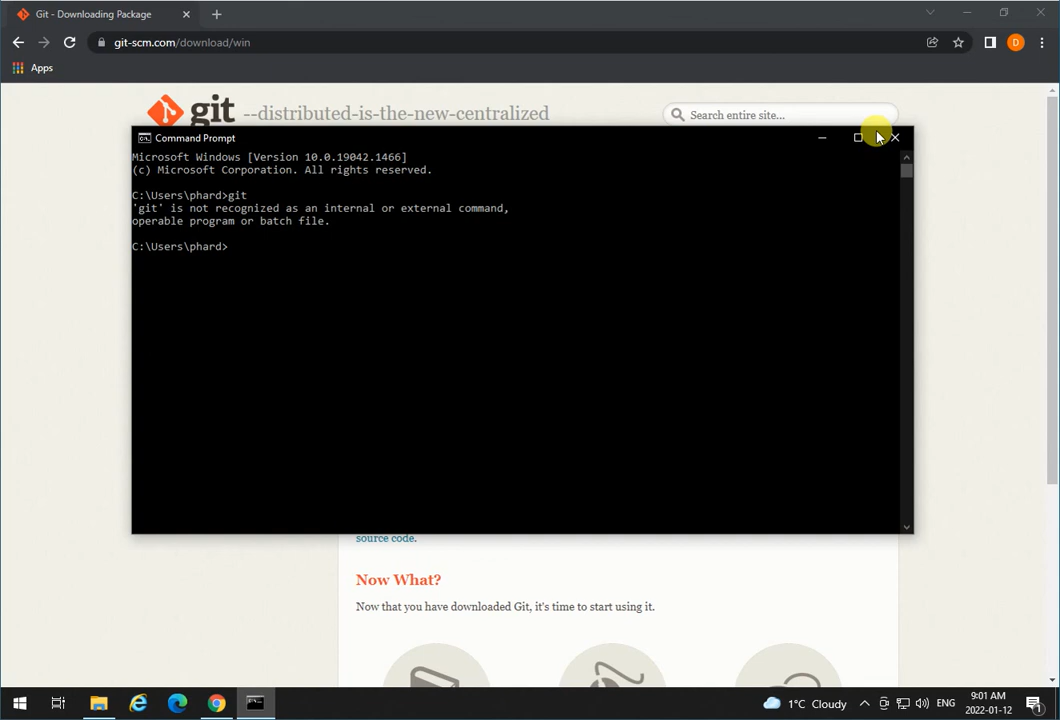 Git - Downloading Package
git-scm.com/download/win
D
Apps
git --distributed-is-the-new-centralized
Search entire site...
Command Prompt
Microsoft Windows [Version 10.0.19042.1466]
(c) Microsoft Corporation. All rights reserved.
C:\Users\phard>git
'git' is not recognized as an internal or external command,
operable program or batch file.
C:\Users\phard>
source code.
Now What?
Now that you have downloaded Git, it's time to start using it.
1°C Cloudy
ENG
9:01 AM
2022-01-12
1